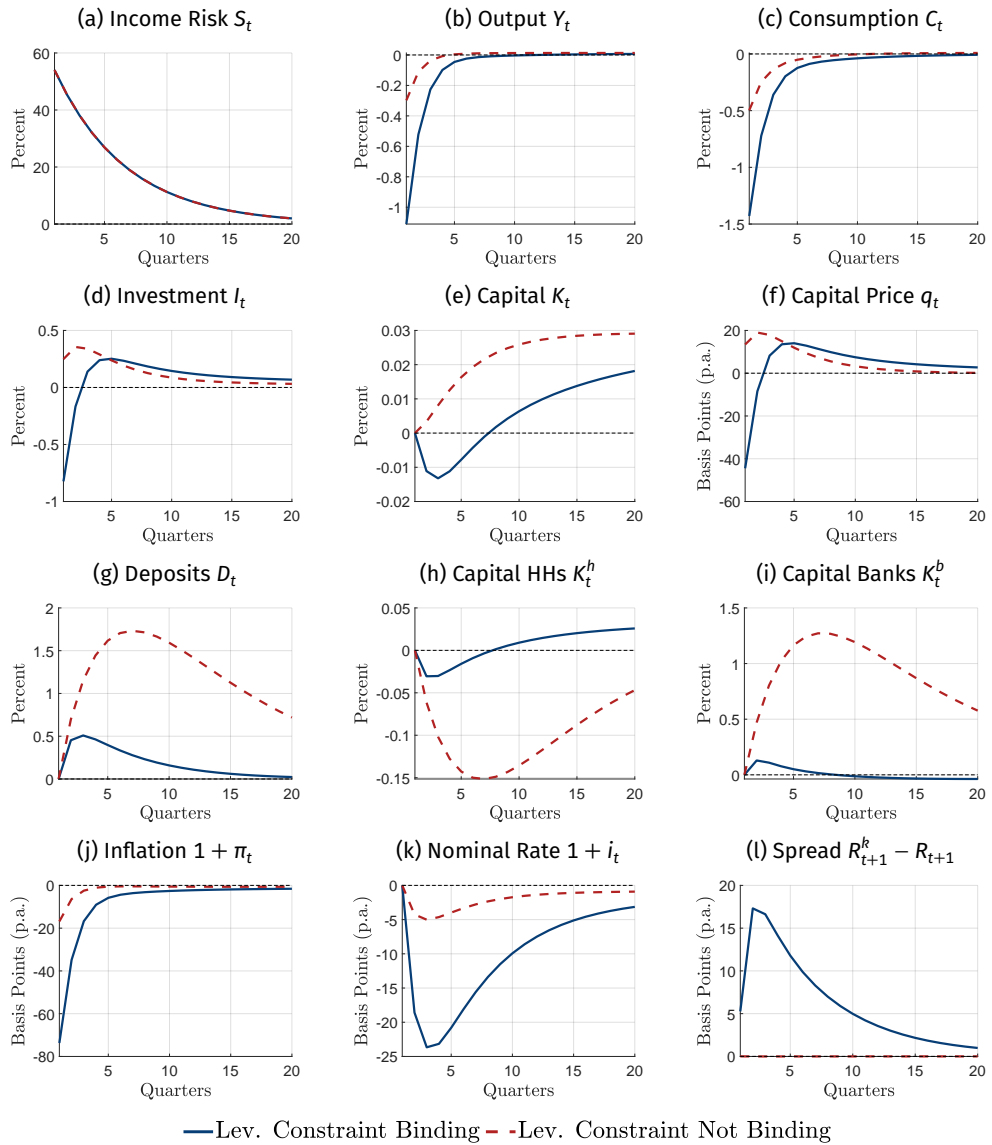 (a) Income Risk S_t
(b) Output Y_t
(c) Consumption C_t
Percent
60
40
20
0
5
10
15
20
Quarters
Percent
0
-0.2
-0.4
-0.6
-0.8
-1
5
10
15
20
Quarters
Percent
0
-0.5
-1
-1.5
5
10
15
20
Quarters
(d) Investment I_t
(e) Capital K_t
(f) Capital Price q_t
Percent
0.5
0
-0.5
-1
5
10
15
20
Quarters
Percent
0.03
0.02
0.01
0
-0.01
-0.02
5
10
15
20
Quarters
Basis Points (p.a.)
20
0
-20
-40
-60
5
10
15
20
Quarters
(g) Deposits D_t
(h) Capital HHs K_t^h
(i) Capital Banks K_t^b
Percent
2
1.5
1
0.5
0
5
10
15
20
Quarters
Percent
0.05
0
-0.05
-0.1
-0.15
5
10
15
20
Quarters
Percent
1.5
1
0.5
0
5
10
15
20
Quarters
(j) Inflation 1 + π_t
(k) Nominal Rate 1 + i_t
(l) Spread R_{t+1}^k − R_{t+1}
Basis Points (p.a.)
0
-20
-40
-60
-80
5
10
15
20
Quarters
Basis Points (p.a.)
0
-5
-10
-15
-20
-25
5
10
15
20
Quarters
Basis Points (p.a.)
20
15
10
5
0
5
10
15
20
Quarters
Lev. Constraint Binding
Lev. Constraint Not Binding